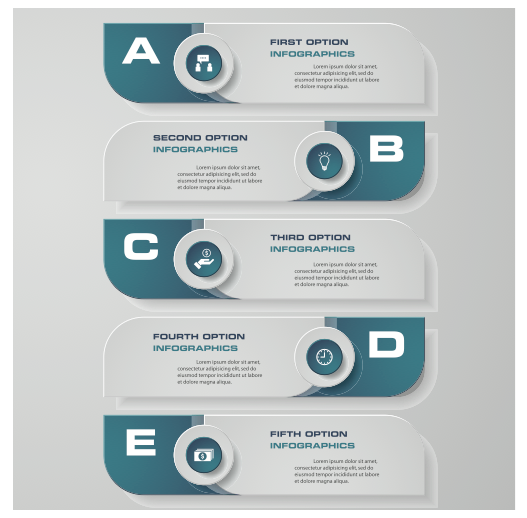 A
FIRST OPTION
INFOGRAPHICS
Lorem ipsum dolor sit amet,
consectetur adipisicing elit, sed do
eiusmod tempor incididunt ut labore
et dolore magna aliqua.
SECOND OPTION
INFOGRAPHICS
B
Lorem ipsum dolor sit amet,
consectetur adipisicing elit, sed do
eiusmod tempor incididunt ut labore
et dolore magna aliqua.
C
THIRD OPTION
INFOGRAPHICS
Lorem ipsum dolor sit amet,
consectetur adipisicing elit, sed do
eiusmod tempor incididunt ut labore
et dolore magna aliqua.
FOURTH OPTION
INFOGRAPHICS
D
Lorem ipsum dolor sit amet,
consectetur adipisicing elit, sed do
eiusmod tempor incididunt ut labore
et dolore magna aliqua.
E
FIFTH OPTION
INFOGRAPHICS
Lorem ipsum dolor sit amet,
consectetur adipisicing elit, sed do
eiusmod tempor incididunt ut labore
et dolore magna aliqua.